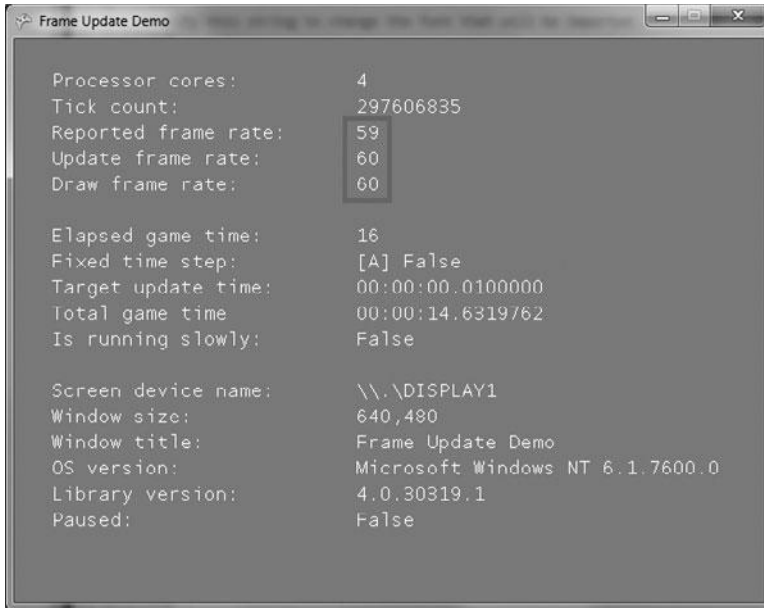 Frame Update Demo
Processor cores: 4
Tick count: 297606835
Reported frame rate: 59
Update frame rate: 60
Draw frame rate: 60
Elapsed game time: 16
Fixed time step: [A] False
Target update time: 00:00:00.0100000
Total game time 00:00:14.6319762
Is running slowly: False
Screen device name: \\.\DISPLAY1
Window size: 640,480
Window title: Frame Update Demo
OS version: Microsoft Windows NT 6.1.7600.0
Library version: 4.0.30319.1
Paused: False